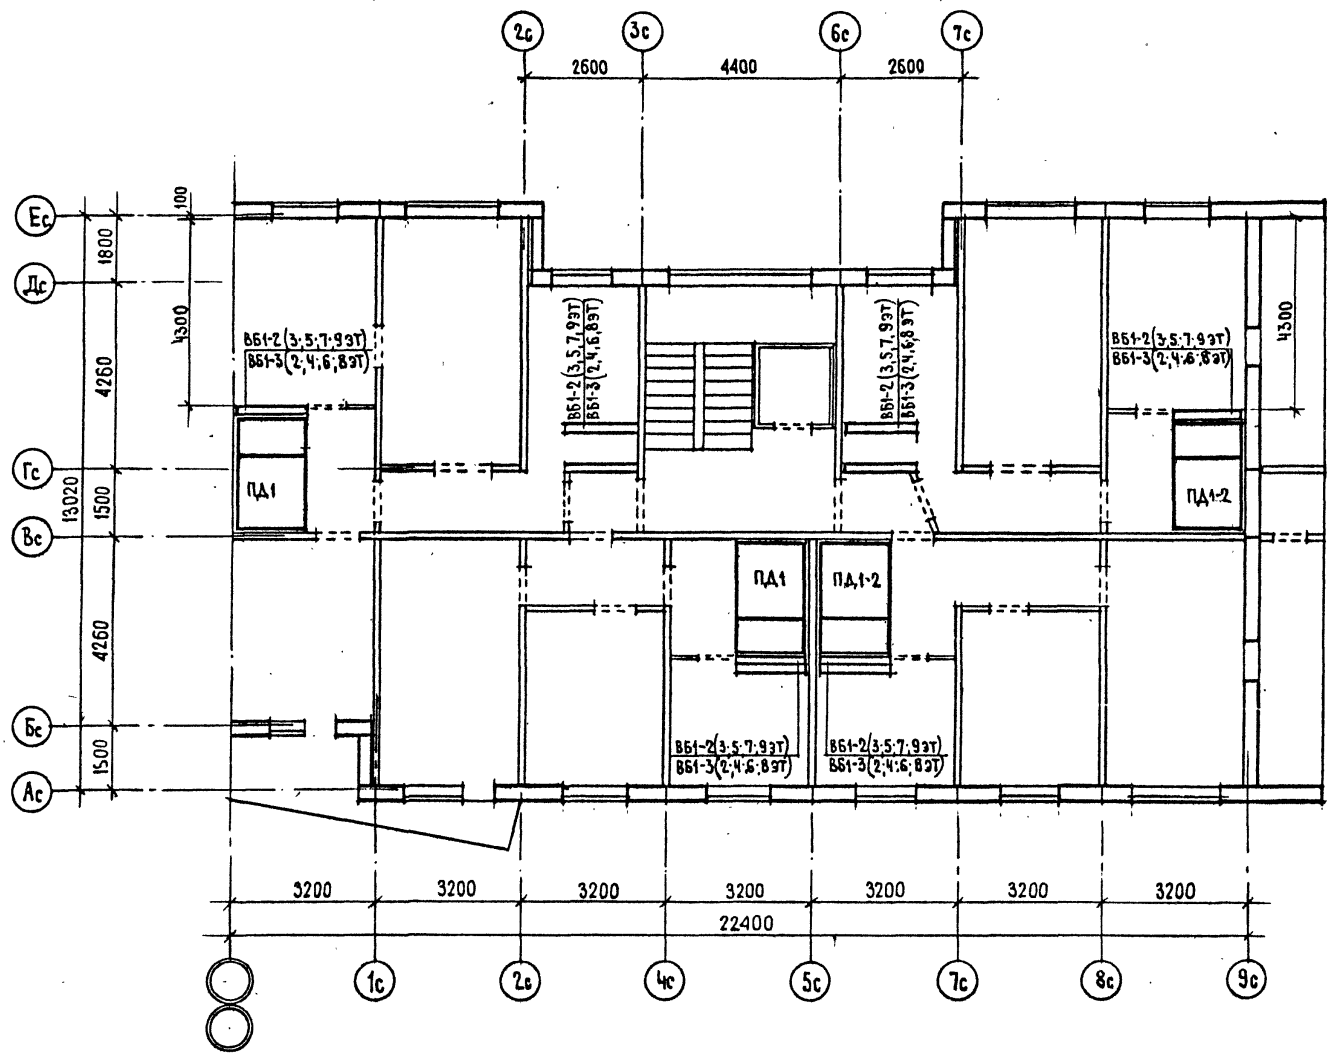 2с 3с 6с 7с
2600 4400 2600
Ес
100
1800
Дс
4300
4260
ВБ1-2(3;5;7;9ЭТ)
ВБ1-3(2;4;6;8ЭТ)
ВБ1-2(3,5,7,9ЭТ)
ВБ1-3(2,4,6,8ЭТ)
ВБ1-2(3,5,7,9ЭТ)
ВБ1-3(2,4,6,8ЭТ)
ВБ1-2(3;5;7;9ЭТ)
ВБ1-3(2;4;6;8ЭТ)
4300
Гс
13020
1500
ПД1
ПД1-2
Вс
ПД1
ПД1-2
4260
Бс
1500
ВБ1-2(3;5;7;9ЭТ)
ВБ1-3(2;4;6;8ЭТ)
ВБ1-2(3;5;7;9ЭТ)
ВБ1-3(2;4;6;8ЭТ)
Ас
3200 3200 3200 3200 3200 3200 3200
22400
1с 2с 4с 5с 7с 8с 9с